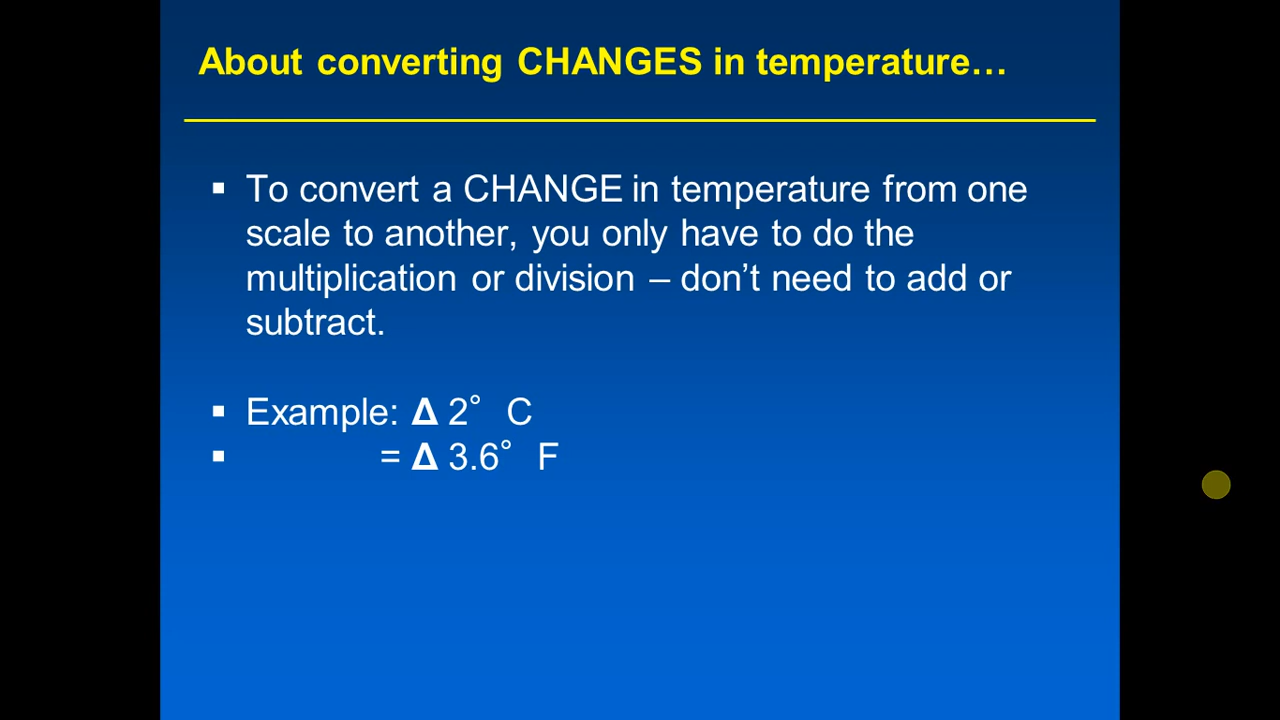 About converting CHANGES in temperature…
▪ To convert a CHANGE in temperature from one
scale to another, you only have to do the
multiplication or division – don’t need to add or
subtract.
▪ Example: Δ 2° C
▪ = Δ 3.6° F